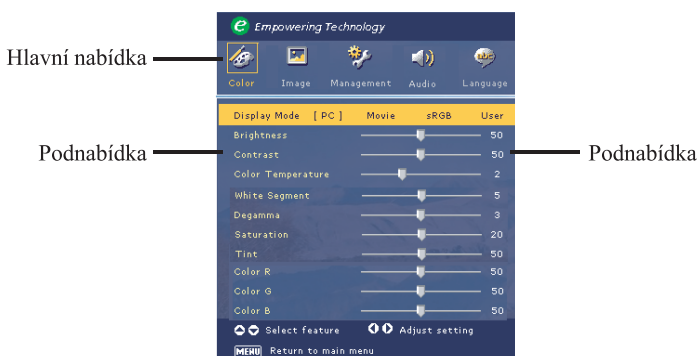 Empowering Technology
Hlavní nabídka
Color Image Management Audio Language
Display Mode [ PC ] Movie sRGB User
Brightness 50
Podnabídka Contrast 50 Podnabídka
Color Temperature 2
White Segment 5
Degamma 3
Saturation 20
Tint 50
Color R 50
Color G 50
Color B 50
Select feature Adjust setting
MENU Return to main menu